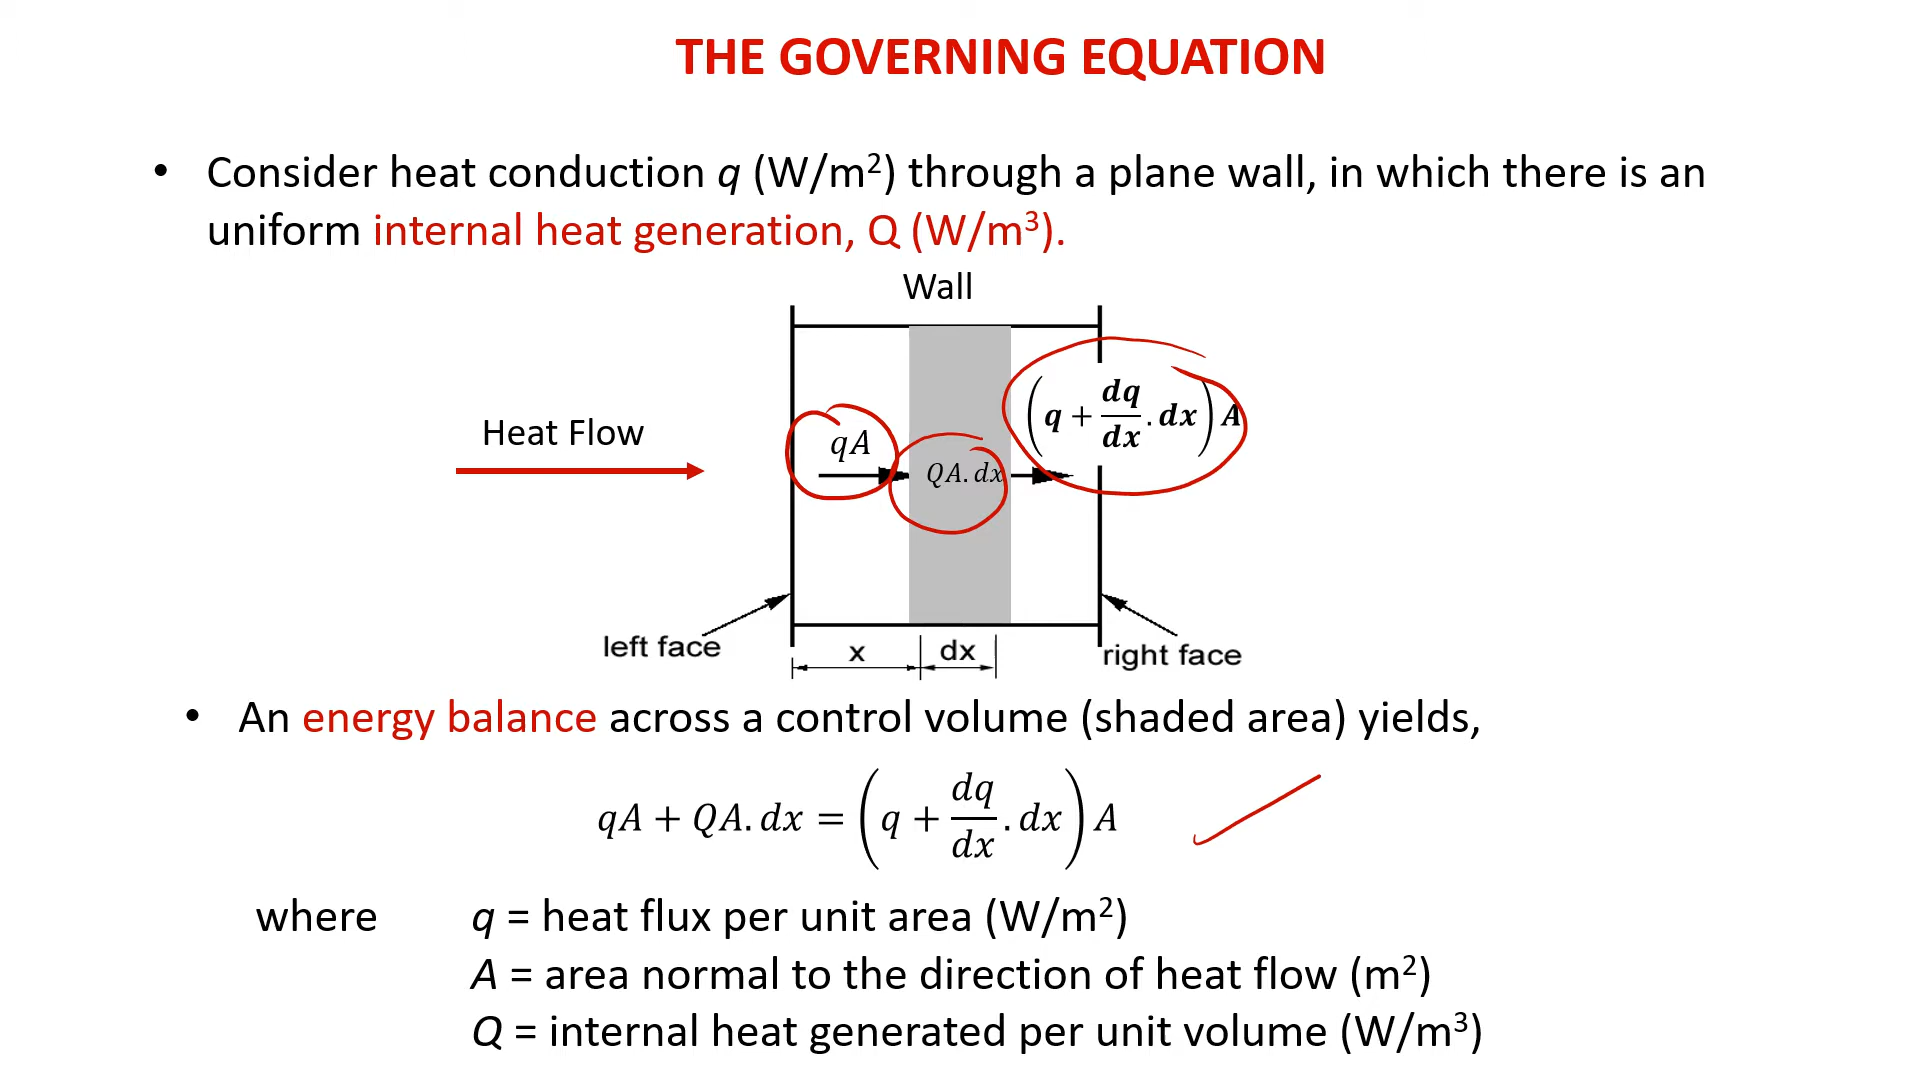 THE GOVERNING EQUATION
• Consider heat conduction q (W/m²) through a plane wall, in which there is an
uniform internal heat generation, Q (W/m³).
Wall
Heat Flow
qA
QA. dx
(q + dq/dx . dx) A
left face
x
dx
right face
• An energy balance across a control volume (shaded area) yields,
qA + QA. dx = (q + dq/dx . dx) A
where q = heat flux per unit area (W/m²)
A = area normal to the direction of heat flow (m²)
Q = internal heat generated per unit volume (W/m³)